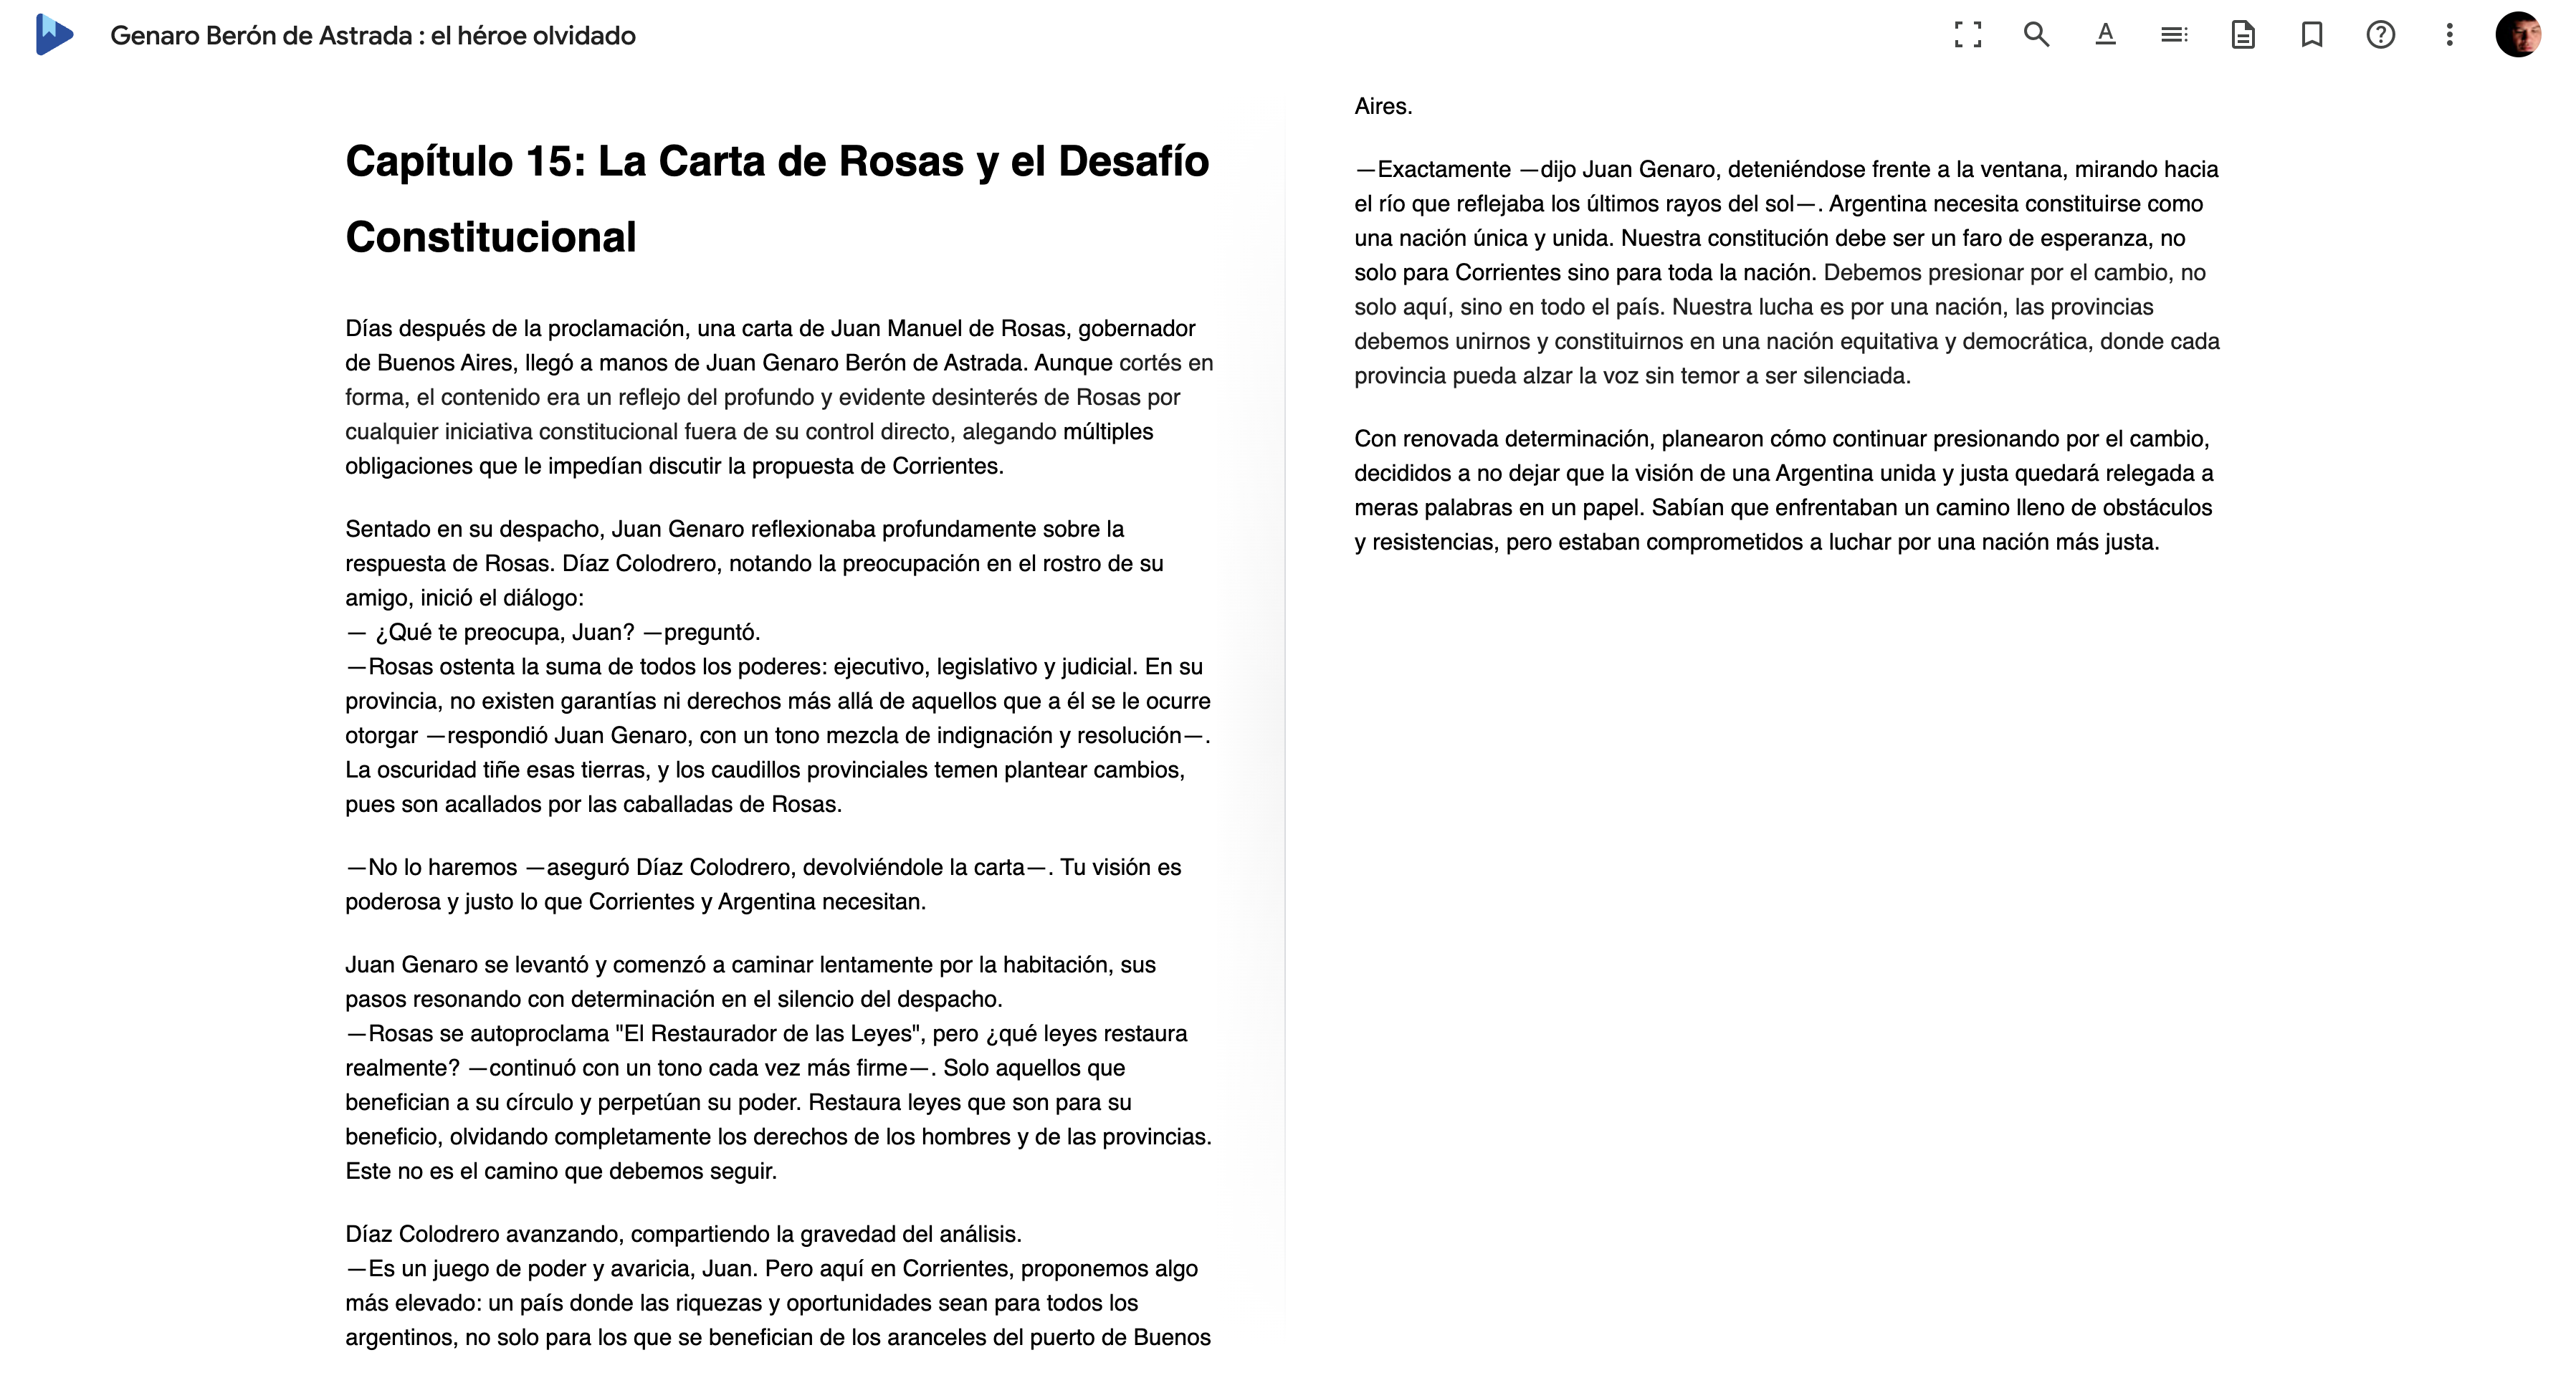 Genaro Berón de Astrada : el héroe olvidado
Capítulo 15: La Carta de Rosas y el Desafío
Constitucional
Días después de la proclamación, una carta de Juan Manuel de Rosas, gobernador
de Buenos Aires, llegó a manos de Juan Genaro Berón de Astrada. Aunque cortés en
forma, el contenido era un reflejo del profundo y evidente desinterés de Rosas por
cualquier iniciativa constitucional fuera de su control directo, alegando múltiples
obligaciones que le impedían discutir la propuesta de Corrientes.
Sentado en su despacho, Juan Genaro reflexionaba profundamente sobre la
respuesta de Rosas. Díaz Colodrero, notando la preocupación en el rostro de su
amigo, inició el diálogo:
— ¿Qué te preocupa, Juan? —preguntó.
—Rosas ostenta la suma de todos los poderes: ejecutivo, legislativo y judicial. En su
provincia, no existen garantías ni derechos más allá de aquellos que a él se le ocurre
otorgar —respondió Juan Genaro, con un tono mezcla de indignación y resolución—.
La oscuridad tiñe esas tierras, y los caudillos provinciales temen plantear cambios,
pues son acallados por las caballadas de Rosas.
—No lo haremos —aseguró Díaz Colodrero, devolviéndole la carta—. Tu visión es
poderosa y justo lo que Corrientes y Argentina necesitan.
Juan Genaro se levantó y comenzó a caminar lentamente por la habitación, sus
pasos resonando con determinación en el silencio del despacho.
—Rosas se autoproclama "El Restaurador de las Leyes", pero ¿qué leyes restaura
realmente? —continuó con un tono cada vez más firme—. Solo aquellos que
benefician a su círculo y perpetúan su poder. Restaura leyes que son para su
beneficio, olvidando completamente los derechos de los hombres y de las provincias.
Este no es el camino que debemos seguir.
Díaz Colodrero avanzando, compartiendo la gravedad del análisis.
—Es un juego de poder y avaricia, Juan. Pero aquí en Corrientes, proponemos algo
más elevado: un país donde las riquezas y oportunidades sean para todos los
argentinos, no solo para los que se benefician de los aranceles del puerto de Buenos
Aires.
—Exactamente —dijo Juan Genaro, deteniéndose frente a la ventana, mirando hacia
el río que reflejaba los últimos rayos del sol—. Argentina necesita constituirse como
una nación única y unida. Nuestra constitución debe ser un faro de esperanza, no
solo para Corrientes sino para toda la nación. Debemos presionar por el cambio, no
solo aquí, sino en todo el país. Nuestra lucha es por una nación, las provincias
debemos unirnos y constituirnos en una nación equitativa y democrática, donde cada
provincia pueda alzar la voz sin temor a ser silenciada.
Con renovada determinación, planearon cómo continuar presionando por el cambio,
decididos a no dejar que la visión de una Argentina unida y justa quedará relegada a
meras palabras en un papel. Sabían que enfrentaban un camino lleno de obstáculos
y resistencias, pero estaban comprometidos a luchar por una nación más justa.